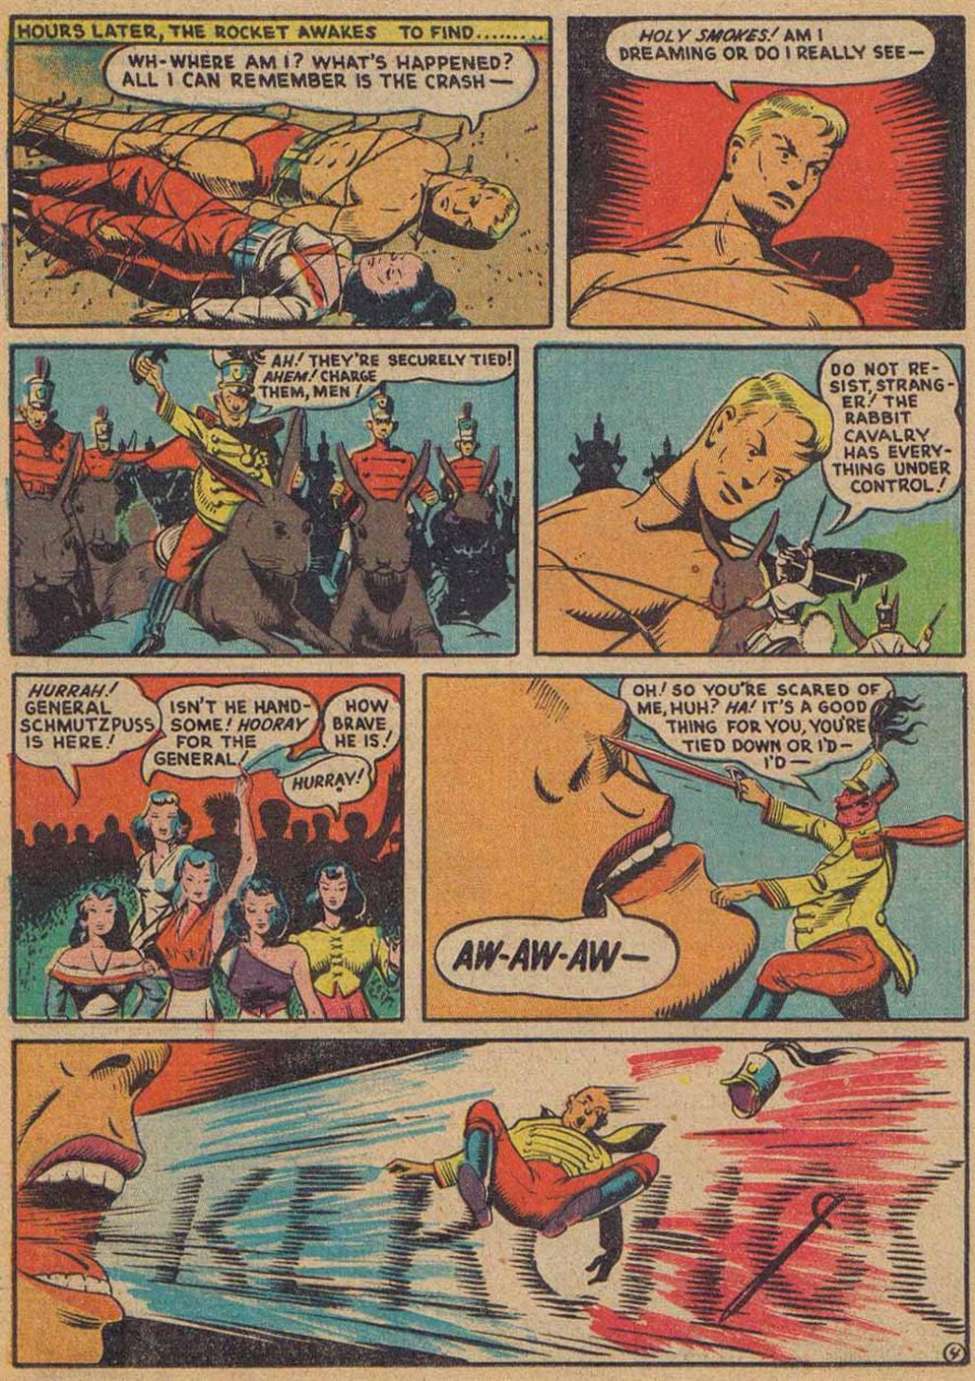 HOURS LATER, THE ROCKET AWAKES TO FIND.........
WH-WHERE AM I? WHAT'S HAPPENED?
ALL I CAN REMEMBER IS THE CRASH—
HOLY SMOKES! AM I
DREAMING OR DO I REALLY SEE—
AH! THEY'RE SECURELY TIED!
AHEM! CHARGE
THEM, MEN!
DO NOT RE-
SIST, STRANG-
ER! THE
RABBIT
CAVALRY
HAS EVERY-
THING UNDER
CONTROL!
HURRAH!
GENERAL
SCHMUTZPUSS
IS HERE!
ISN'T HE HAND-
SOME! HOORAY
FOR THE
GENERAL!
HOW
BRAVE
HE IS!
HURRAY!
OH! SO YOU'RE SCARED OF
ME, HUH? HA! IT'S A GOOD
THING FOR YOU, YOU'RE
TIED DOWN OR I'D—
I'D—
AW-AW-AW—
4